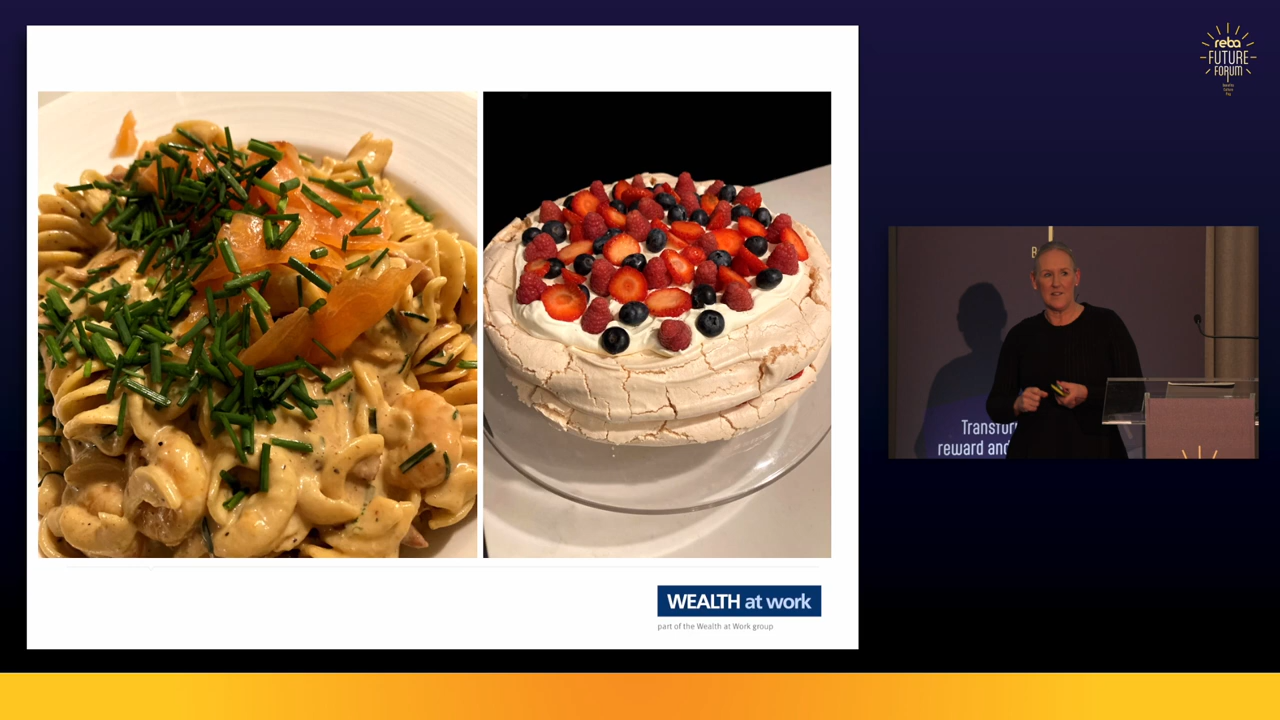 WEALTH at work
part of the Wealth at Work group
reba
FUTURE
FORUM
Transfor
reward and